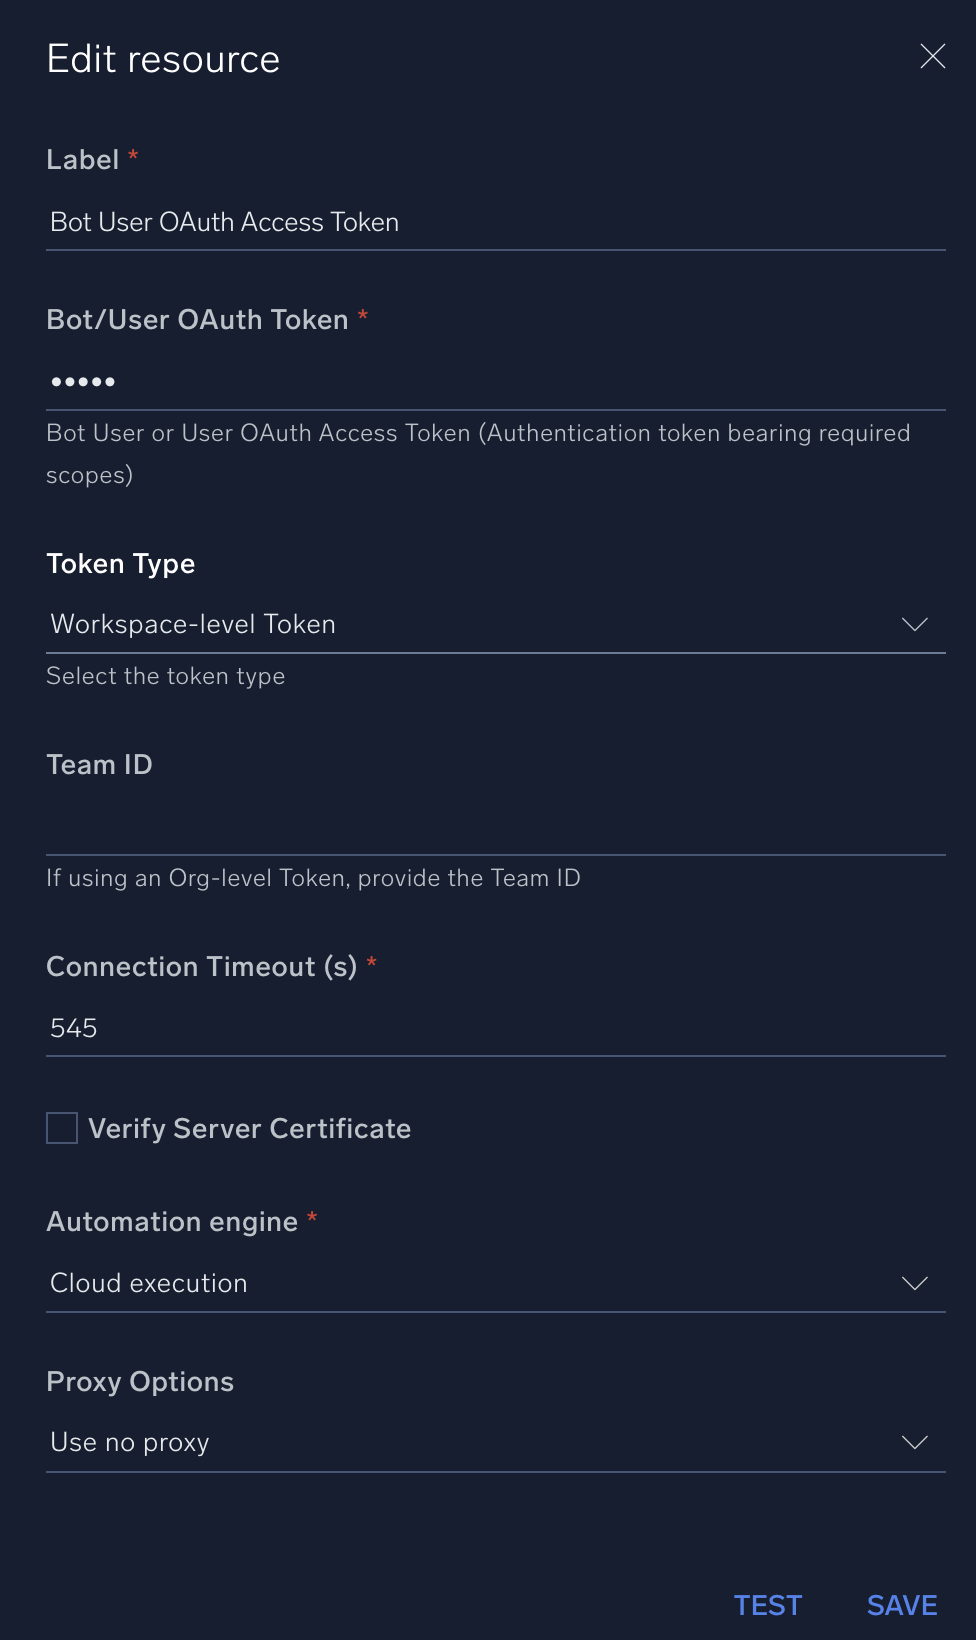 Edit resource
Label *
Bot User OAuth Access Token
Bot/User OAuth Token *
•••••
Bot User or User OAuth Access Token (Authentication token bearing required
scopes)
Token Type
Workspace-level Token
Select the token type
Team ID
If using an Org-level Token, provide the Team ID
Connection Timeout (s) *
545
Verify Server Certificate
Automation engine *
Cloud execution
Proxy Options
Use no proxy
TEST SAVE